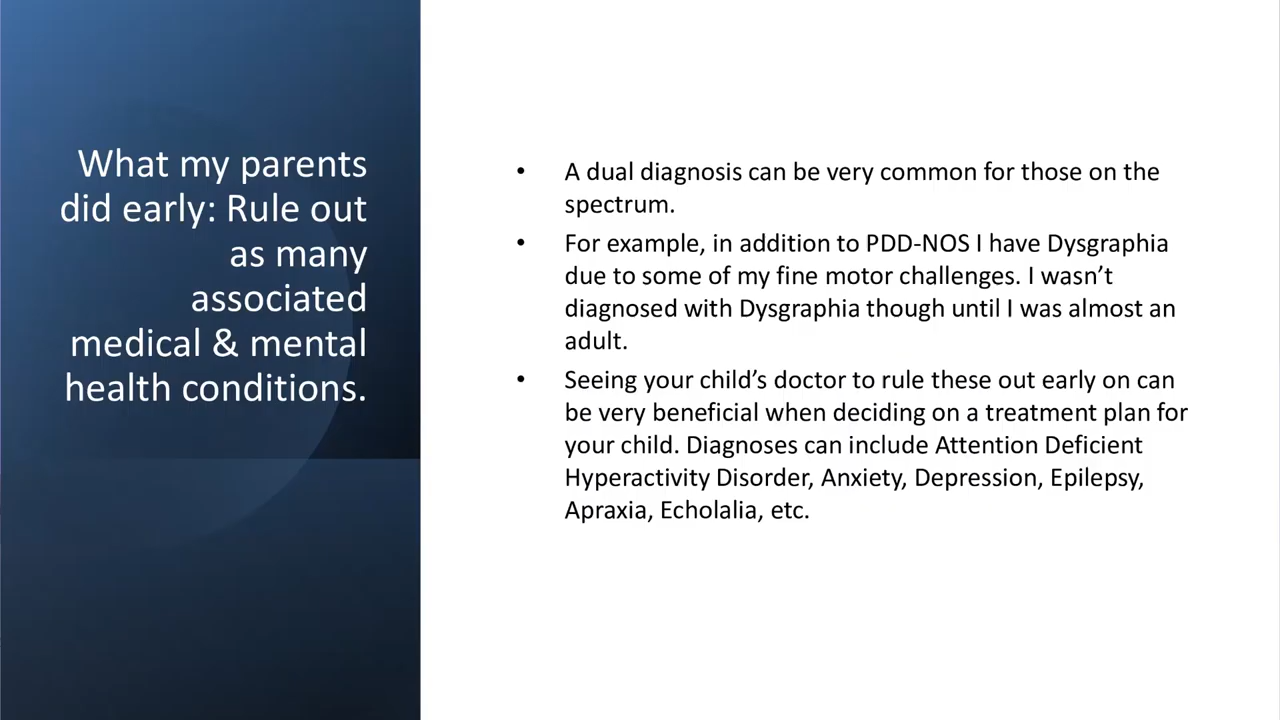 What my parents
did early: Rule out
as many
associated
medical & mental
health conditions.
• A dual diagnosis can be very common for those on the
spectrum.
• For example, in addition to PDD-NOS I have Dysgraphia
due to some of my fine motor challenges. I wasn’t
diagnosed with Dysgraphia though until I was almost an
adult.
• Seeing your child’s doctor to rule these out early on can
be very beneficial when deciding on a treatment plan for
your child. Diagnoses can include Attention Deficient
Hyperactivity Disorder, Anxiety, Depression, Epilepsy,
Apraxia, Echolalia, etc.